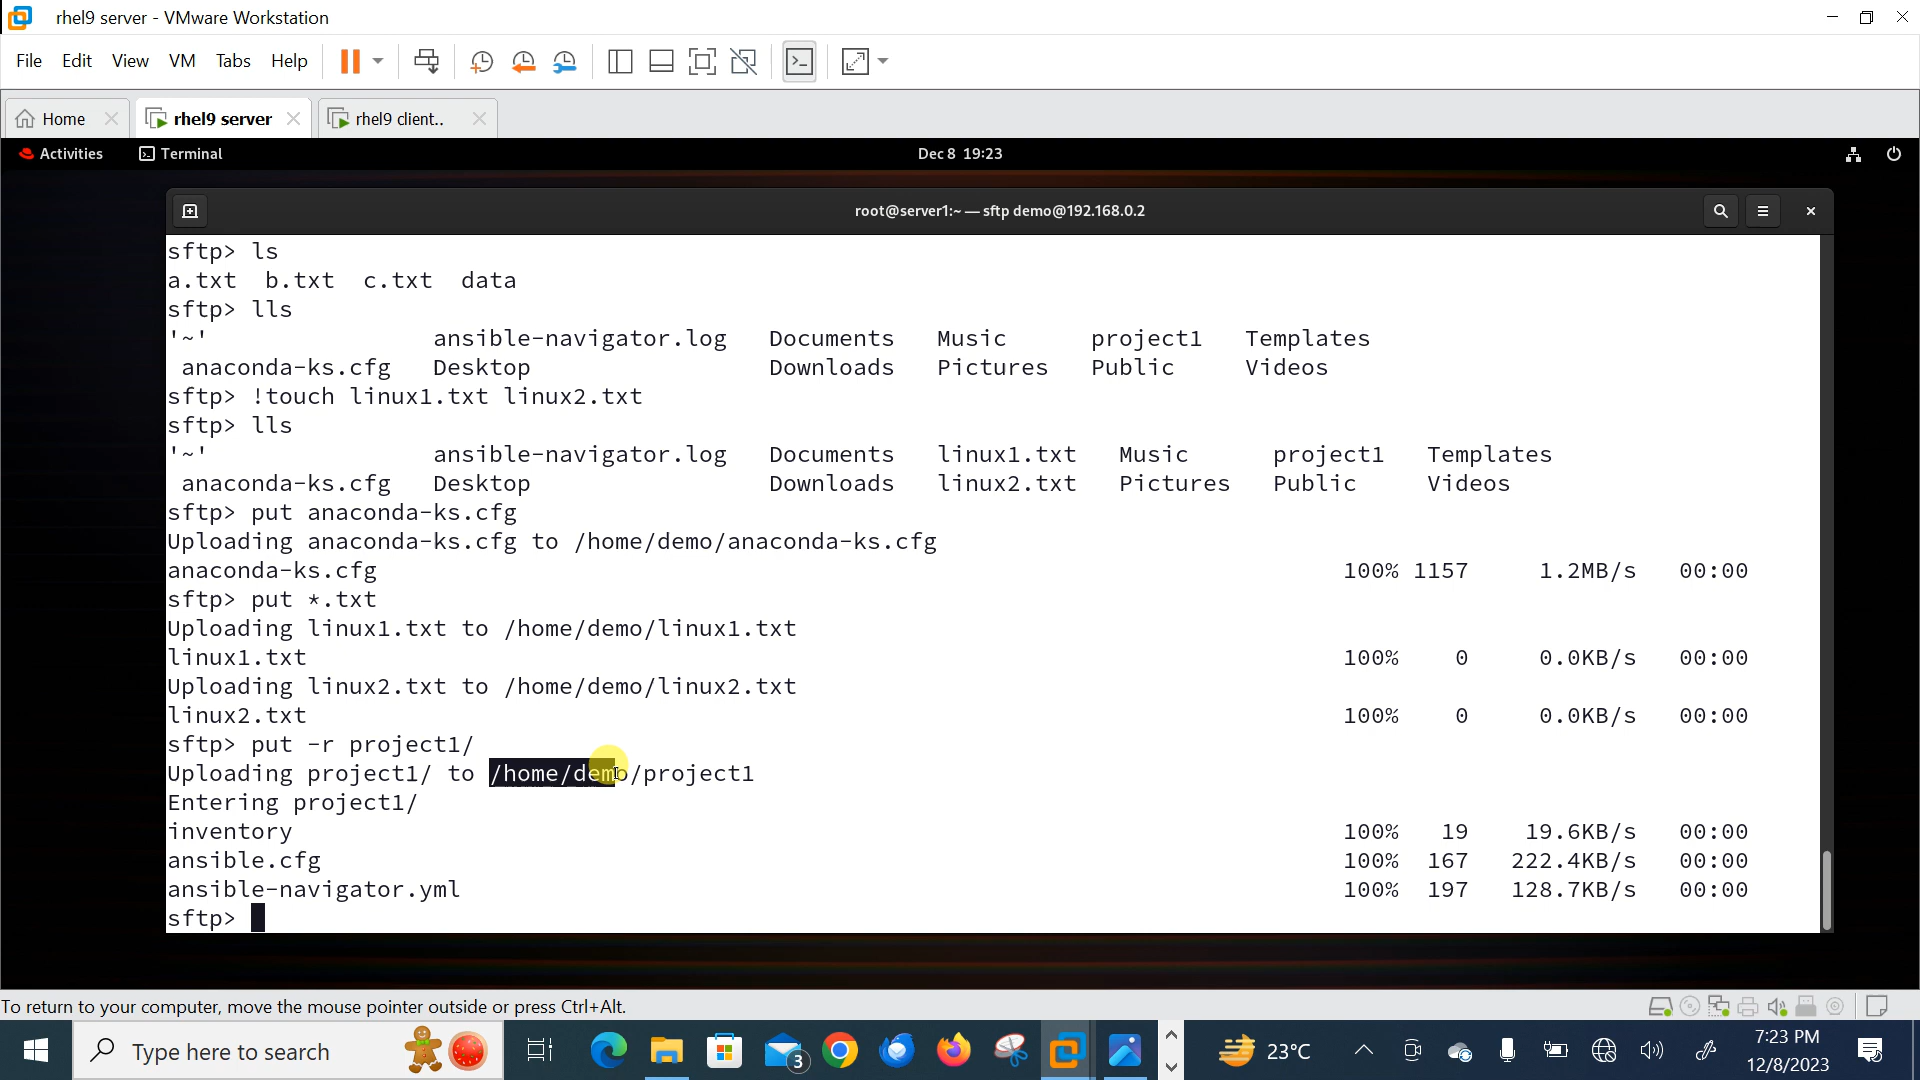 rhel9 server - VMware Workstation
File Edit View VM Tabs Help
Home rhel9 server rhel9 client..
Activities Terminal Dec 8 19:23
root@server1:~ — sftp demo@192.168.0.2
sftp> ls
a.txt b.txt c.txt data
sftp> lls
'~' ansible-navigator.log Documents Music project1 Templates
anaconda-ks.cfg Desktop Downloads Pictures Public Videos
sftp> !touch linux1.txt linux2.txt
sftp> lls
'~' ansible-navigator.log Documents linux1.txt Music project1 Templates
anaconda-ks.cfg Desktop Downloads linux2.txt Pictures Public Videos
sftp> put anaconda-ks.cfg
Uploading anaconda-ks.cfg to /home/demo/anaconda-ks.cfg
anaconda-ks.cfg 100% 1157 1.2MB/s 00:00
sftp> put *.txt
Uploading linux1.txt to /home/demo/linux1.txt
linux1.txt 100% 0 0.0KB/s 00:00
Uploading linux2.txt to /home/demo/linux2.txt
linux2.txt 100% 0 0.0KB/s 00:00
sftp> put -r project1/
Uploading project1/ to /home/demo/project1
Entering project1/
inventory 100% 19 19.6KB/s 00:00
ansible.cfg 100% 167 222.4KB/s 00:00
ansible-navigator.yml 100% 197 128.7KB/s 00:00
sftp>
To return to your computer, move the mouse pointer outside or press Ctrl+Alt.
Type here to search 3 23°C 7:23 PM
12/8/2023